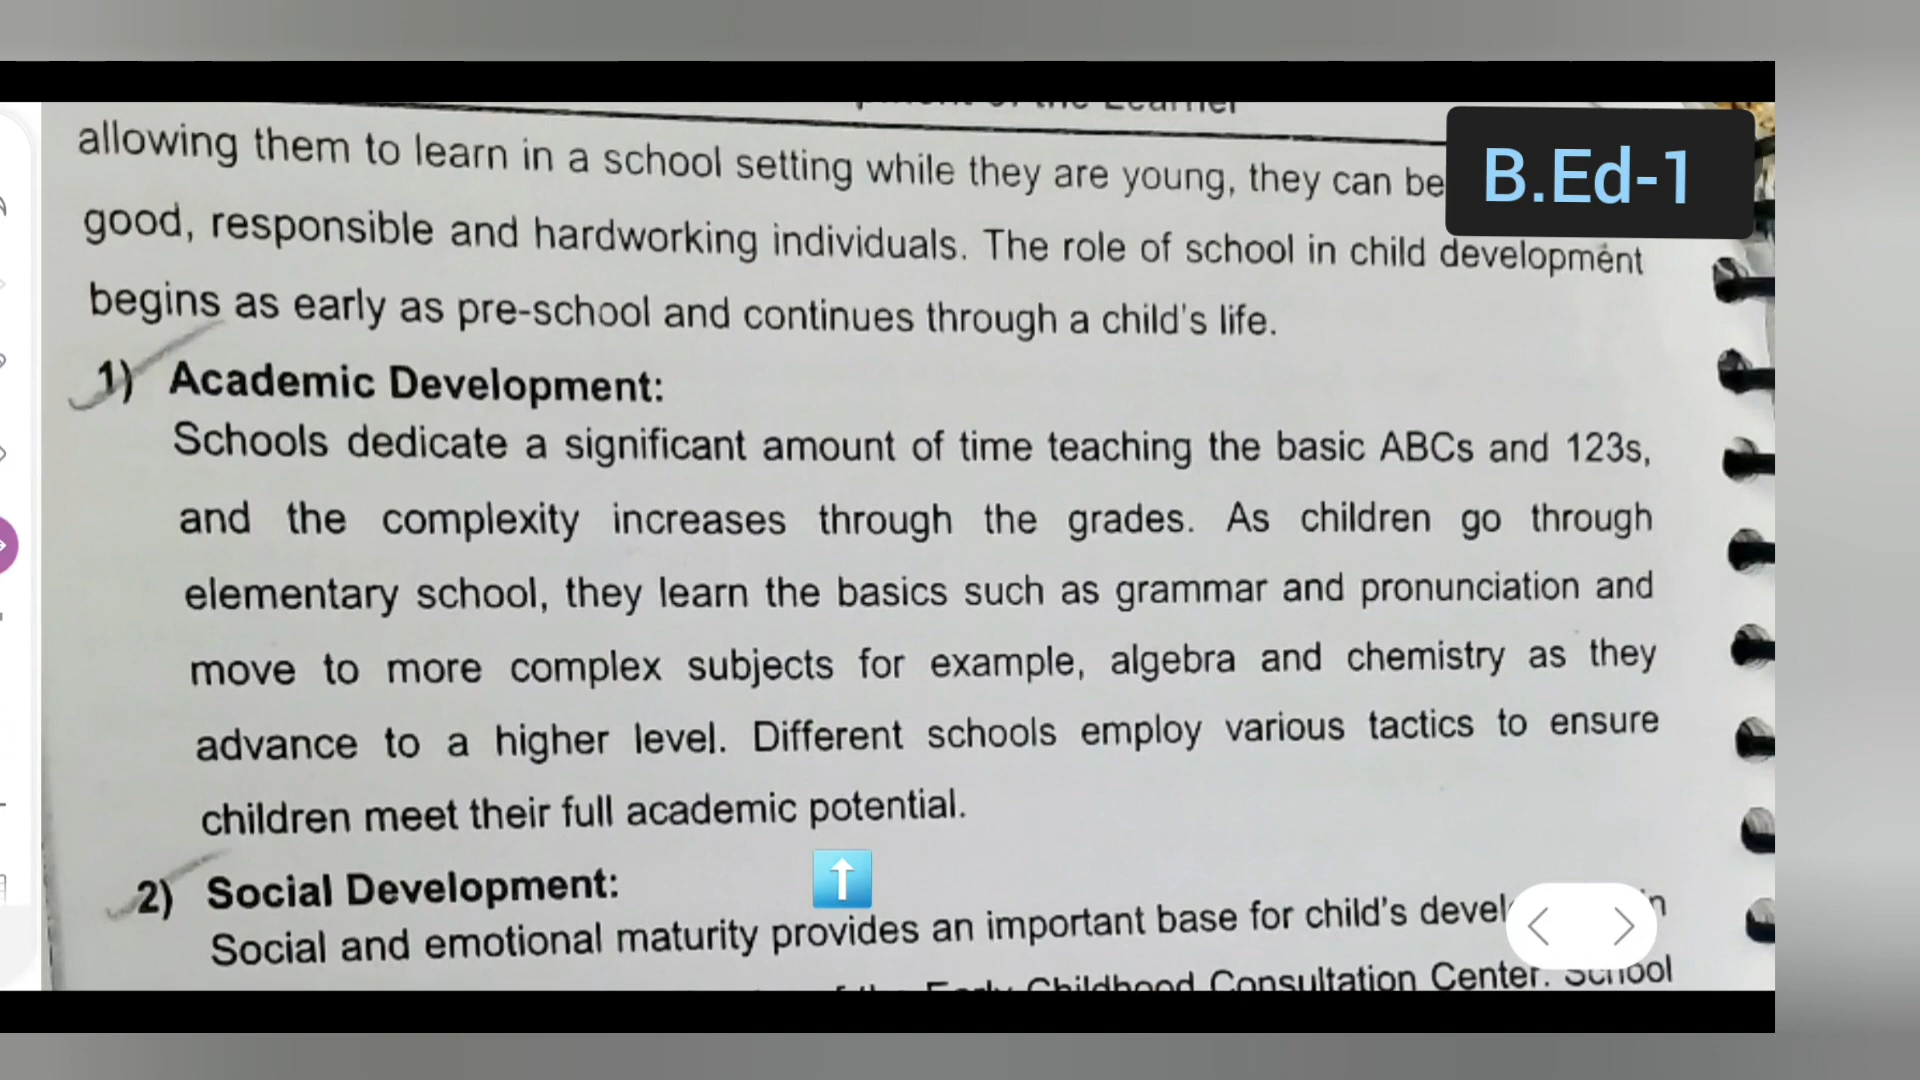 of the Learner
allowing them to learn in a school setting while they are young, they can be
B.Ed-1
good, responsible and hardworking individuals. The role of school in child development
begins as early as pre-school and continues through a child's life.
1) Academic Development:
Schools dedicate a significant amount of time teaching the basic ABCs and 123s,
and the complexity increases through the grades. As children go through
elementary school, they learn the basics such as grammar and pronunciation and
move to more complex subjects for example, algebra and chemistry as they
advance to a higher level. Different schools employ various tactics to ensure
children meet their full academic potential.
2) Social Development:
Social and emotional maturity provides an important base for child's
Childhood Consultation Center. School